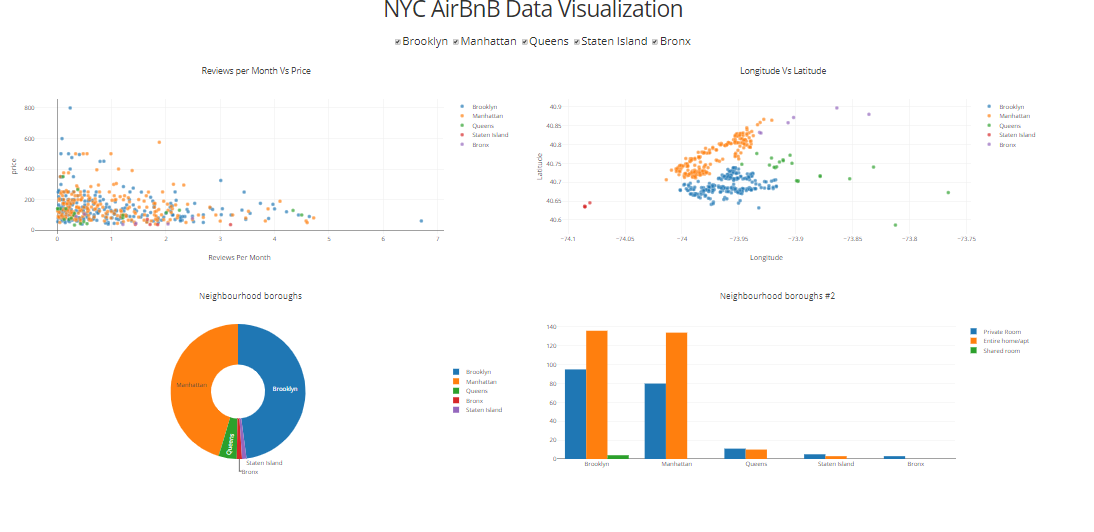 NYC AirBnB Data Visualization
Brooklyn Manhattan Queens Staten Island Bronx
Reviews per Month Vs Price
800
600
400
200
0
price
0 1 2 3 4 5 6 7
Reviews Per Month
Brooklyn
Manhattan
Queens
Staten Island
Bronx
Longitude Vs Latitude
40.9
40.85
40.8
40.75
40.7
40.65
40.6
Latitude
−74.1 −74.05 −74 −73.95 −73.9 −73.85 −73.8 −73.75
Longitude
Brooklyn
Manhattan
Queens
Staten Island
Bronx
Neighbourhood boroughs
Manhattan
Brooklyn
Queens
Staten Island
Bronx
Brooklyn
Manhattan
Queens
Bronx
Staten Island
Neighbourhood boroughs #2
140
120
100
80
60
40
20
0
Brooklyn Manhattan Queens Staten Island Bronx
Private Room
Entire home/apt
Shared room